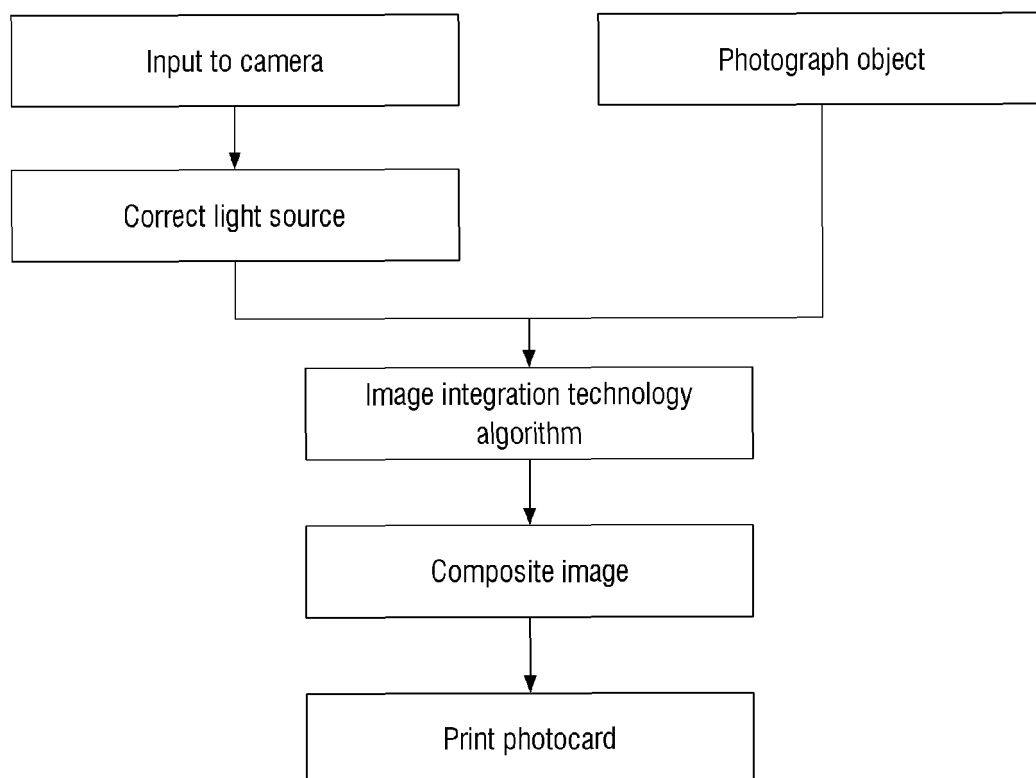 Input to camera
Photograph object
Correct light source
Image integration technology
algorithm
Composite image
Print photocard